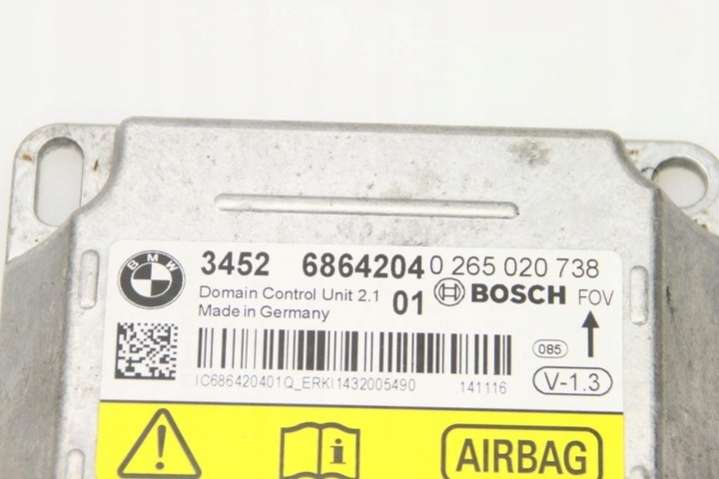 BMW
3452 6864204 0 265 020 738
Domain Control Unit 2.1 01 BOSCH FOV
Made in Germany
085
IC686420401Q_ERKI1432005490 141116
V-1.3
i
AIRBAG